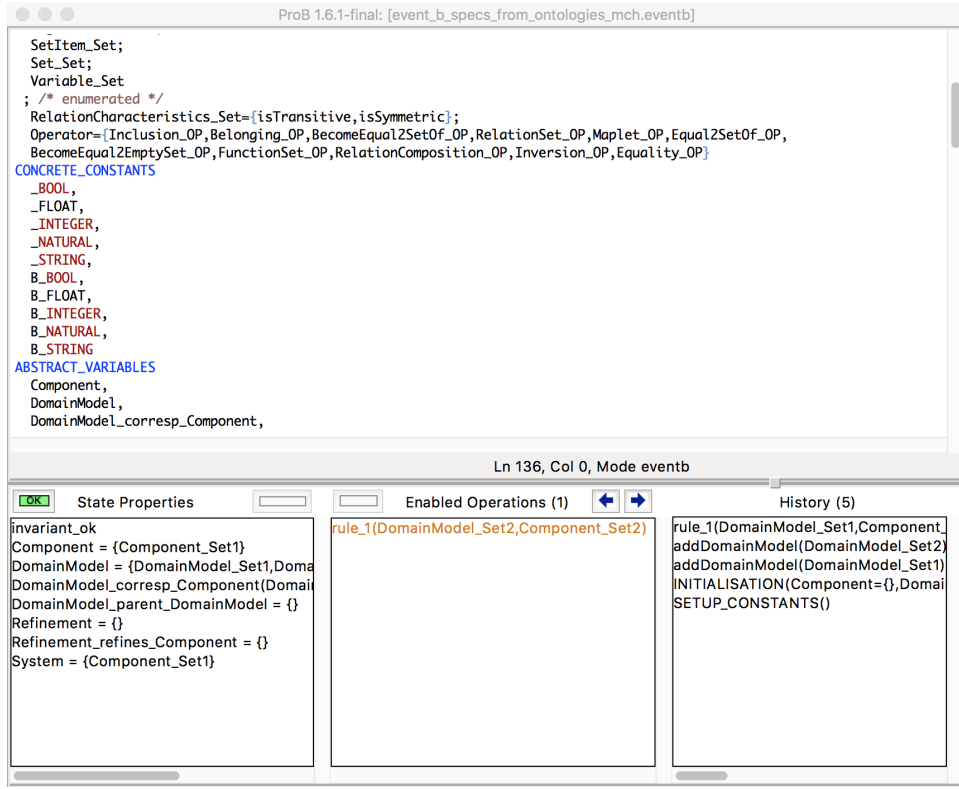 ProB 1.6.1-final: [event_b_specs_from_ontologies_mch.eventb]
SetItem_Set;
Set_Set;
Variable_Set
; /* enumerated */
RelationCharacteristics_Set={isTransitive,isSymmetric};
Operator={Inclusion_OP,Belonging_OP,BecomeEqual2SetOf_OP,RelationSet_OP,Maplet_OP,Equal2SetOf_OP,
BecomeEqual2EmptySet_OP,FunctionSet_OP,RelationComposition_OP,Inversion_OP,Equality_OP}
CONCRETE_CONSTANTS
_BOOL,
_FLOAT,
_INTEGER,
_NATURAL,
_STRING,
B_BOOL,
B_FLOAT,
B_INTEGER,
B_NATURAL,
B_STRING
ABSTRACT_VARIABLES
Component,
DomainModel,
DomainModel_corresp_Component,
Ln 136, Col 0, Mode eventb
OK State Properties
invariant_ok
Component = {Component_Set1}
DomainModel = {DomainModel_Set1,Doma
DomainModel_corresp_Component(Domai
DomainModel_parent_DomainModel = {}
Refinement = {}
Refinement_refines_Component = {}
System = {Component_Set1}
Enabled Operations (1)
rule_1(DomainModel_Set2,Component_Set2)
History (5)
rule_1(DomainModel_Set1,Component_
addDomainModel(DomainModel_Set2)
addDomainModel(DomainModel_Set1)
INITIALISATION(Component={},Domai
SETUP_CONSTANTS()